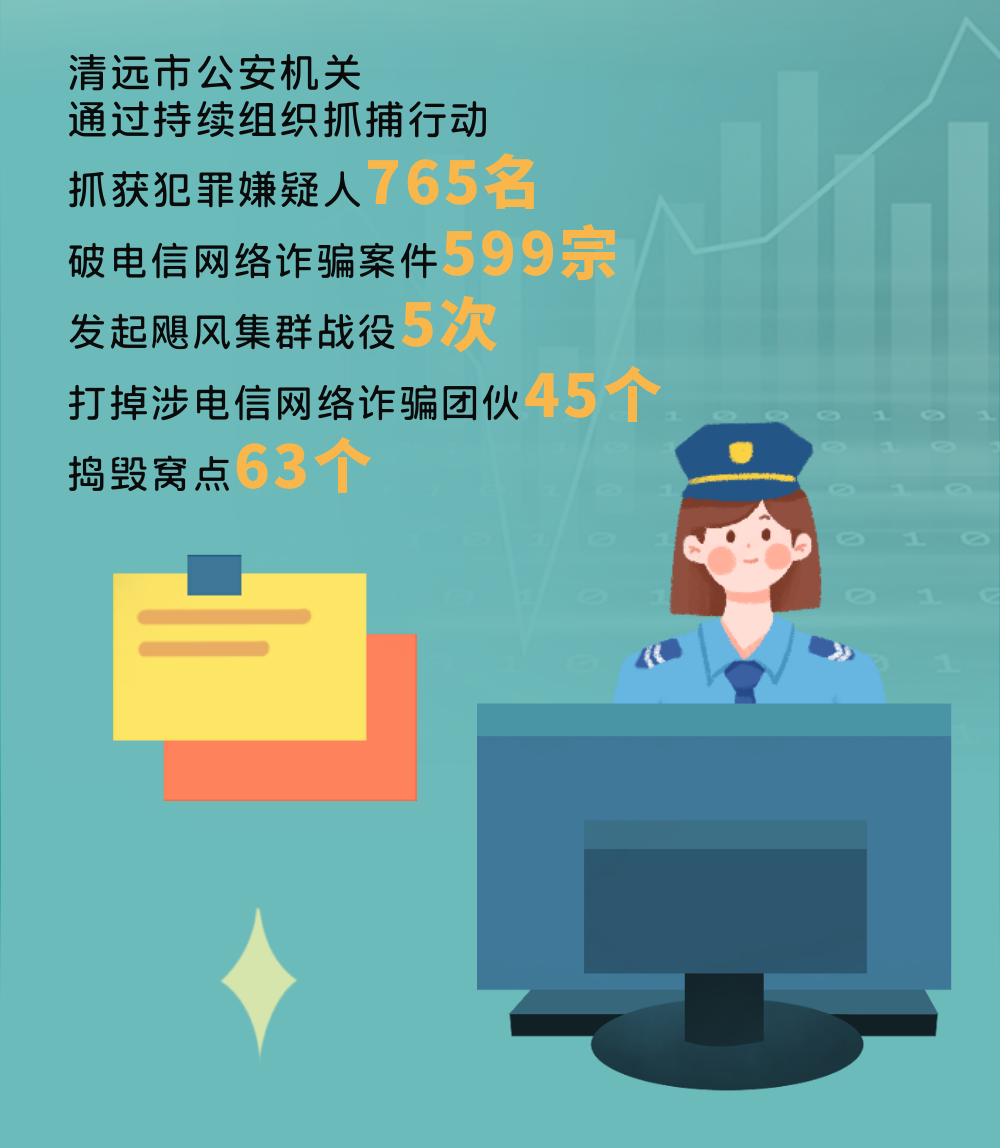 清远市公安机关
通过持续组织抓捕行动
抓获犯罪嫌疑人765名
破电信网络诈骗案件599宗
发起飓风集群战役5次
打掉涉电信网络诈骗团伙45个
捣毁窝点63个